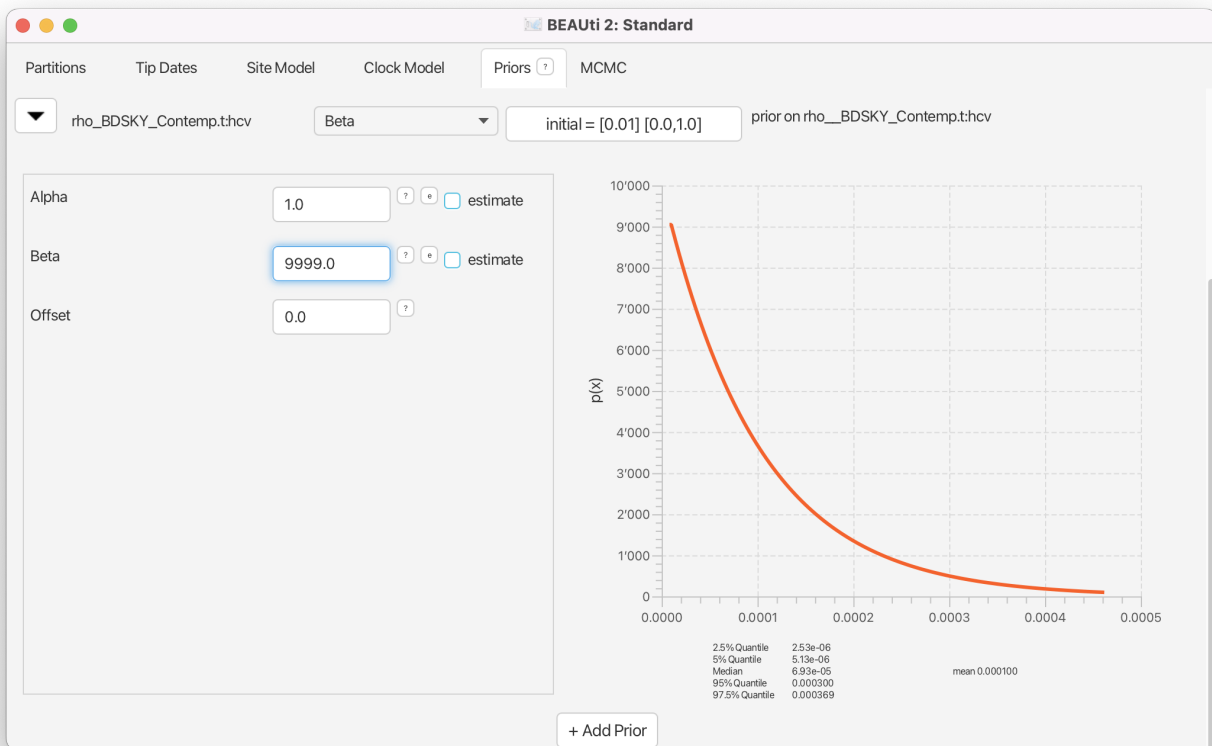 BEAUti 2: Standard
Partitions Tip Dates Site Model Clock Model Priors ? MCMC
rho_BDSKY_Contemp.t:hcv Beta initial = [0.01] [0.0,1.0] prior on rho__BDSKY_Contemp.t:hcv
Alpha 1.0 ? e estimate
Beta 9999.0 ? e estimate
Offset 0.0 ?
10'000
9'000
8'000
7'000
6'000
5'000
4'000
3'000
2'000
1'000
0
p(x)
0.0000 0.0001 0.0002 0.0003 0.0004 0.0005
2.5% Quantile 2.53e-06
5% Quantile 5.13e-06
Median 6.93e-05 mean 0.000100
95% Quantile 0.000300
97.5% Quantile 0.000369
+ Add Prior